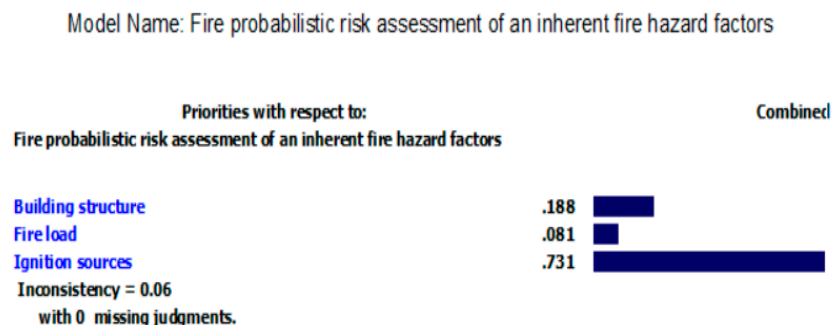 Model Name: Fire probabilistic risk assessment of an inherent fire hazard factors
Priorities with respect to: Combined
Fire probabilistic risk assessment of an inherent fire hazard factors
Building structure .188
Fire load .081
Ignition sources .731
Inconsistency = 0.06
with 0 missing judgments.